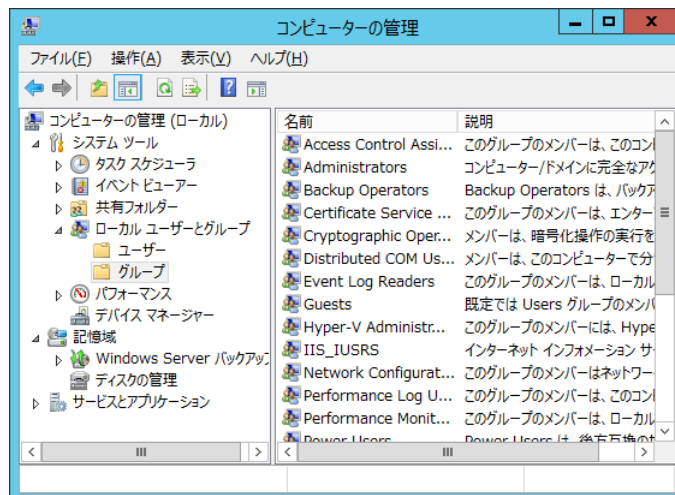 コンピューターの管理
ファイル(F) 操作(A) 表示(V) ヘルプ(H)
コンピューターの管理 (ローカル)
システム ツール
タスク スケジューラ
イベント ビューアー
共有フォルダー
ローカル ユーザーとグループ
ユーザー
グループ
パフォーマンス
デバイス マネージャー
記憶域
Windows Server バックアップ
ディスクの管理
サービスとアプリケーション
名前 説明
Access Control Assi... このグループのメンバーは、このコン
Administrators コンピューター/ドメインに完全なアク
Backup Operators Backup Operators は、バックア
Certificate Service ... このグループのメンバーは、エンター
Cryptographic Oper... メンバーは、暗号化操作の実行を
Distributed COM Us... メンバーは、このコンピューターで分
Event Log Readers このグループのメンバーは、ローカル
Guests 既定では Users グループのメンバ
Hyper-V Administr... このグループのメンバーには、Hype
IIS_IUSRS インターネット インフォメーション サー
Network Configurat... このグループのメンバーはネットワー
Performance Log U... このグループのメンバーは、このコン
Performance Monit... このグループのメンバーは、ローカル
Power Users Power Users は、後方互換の